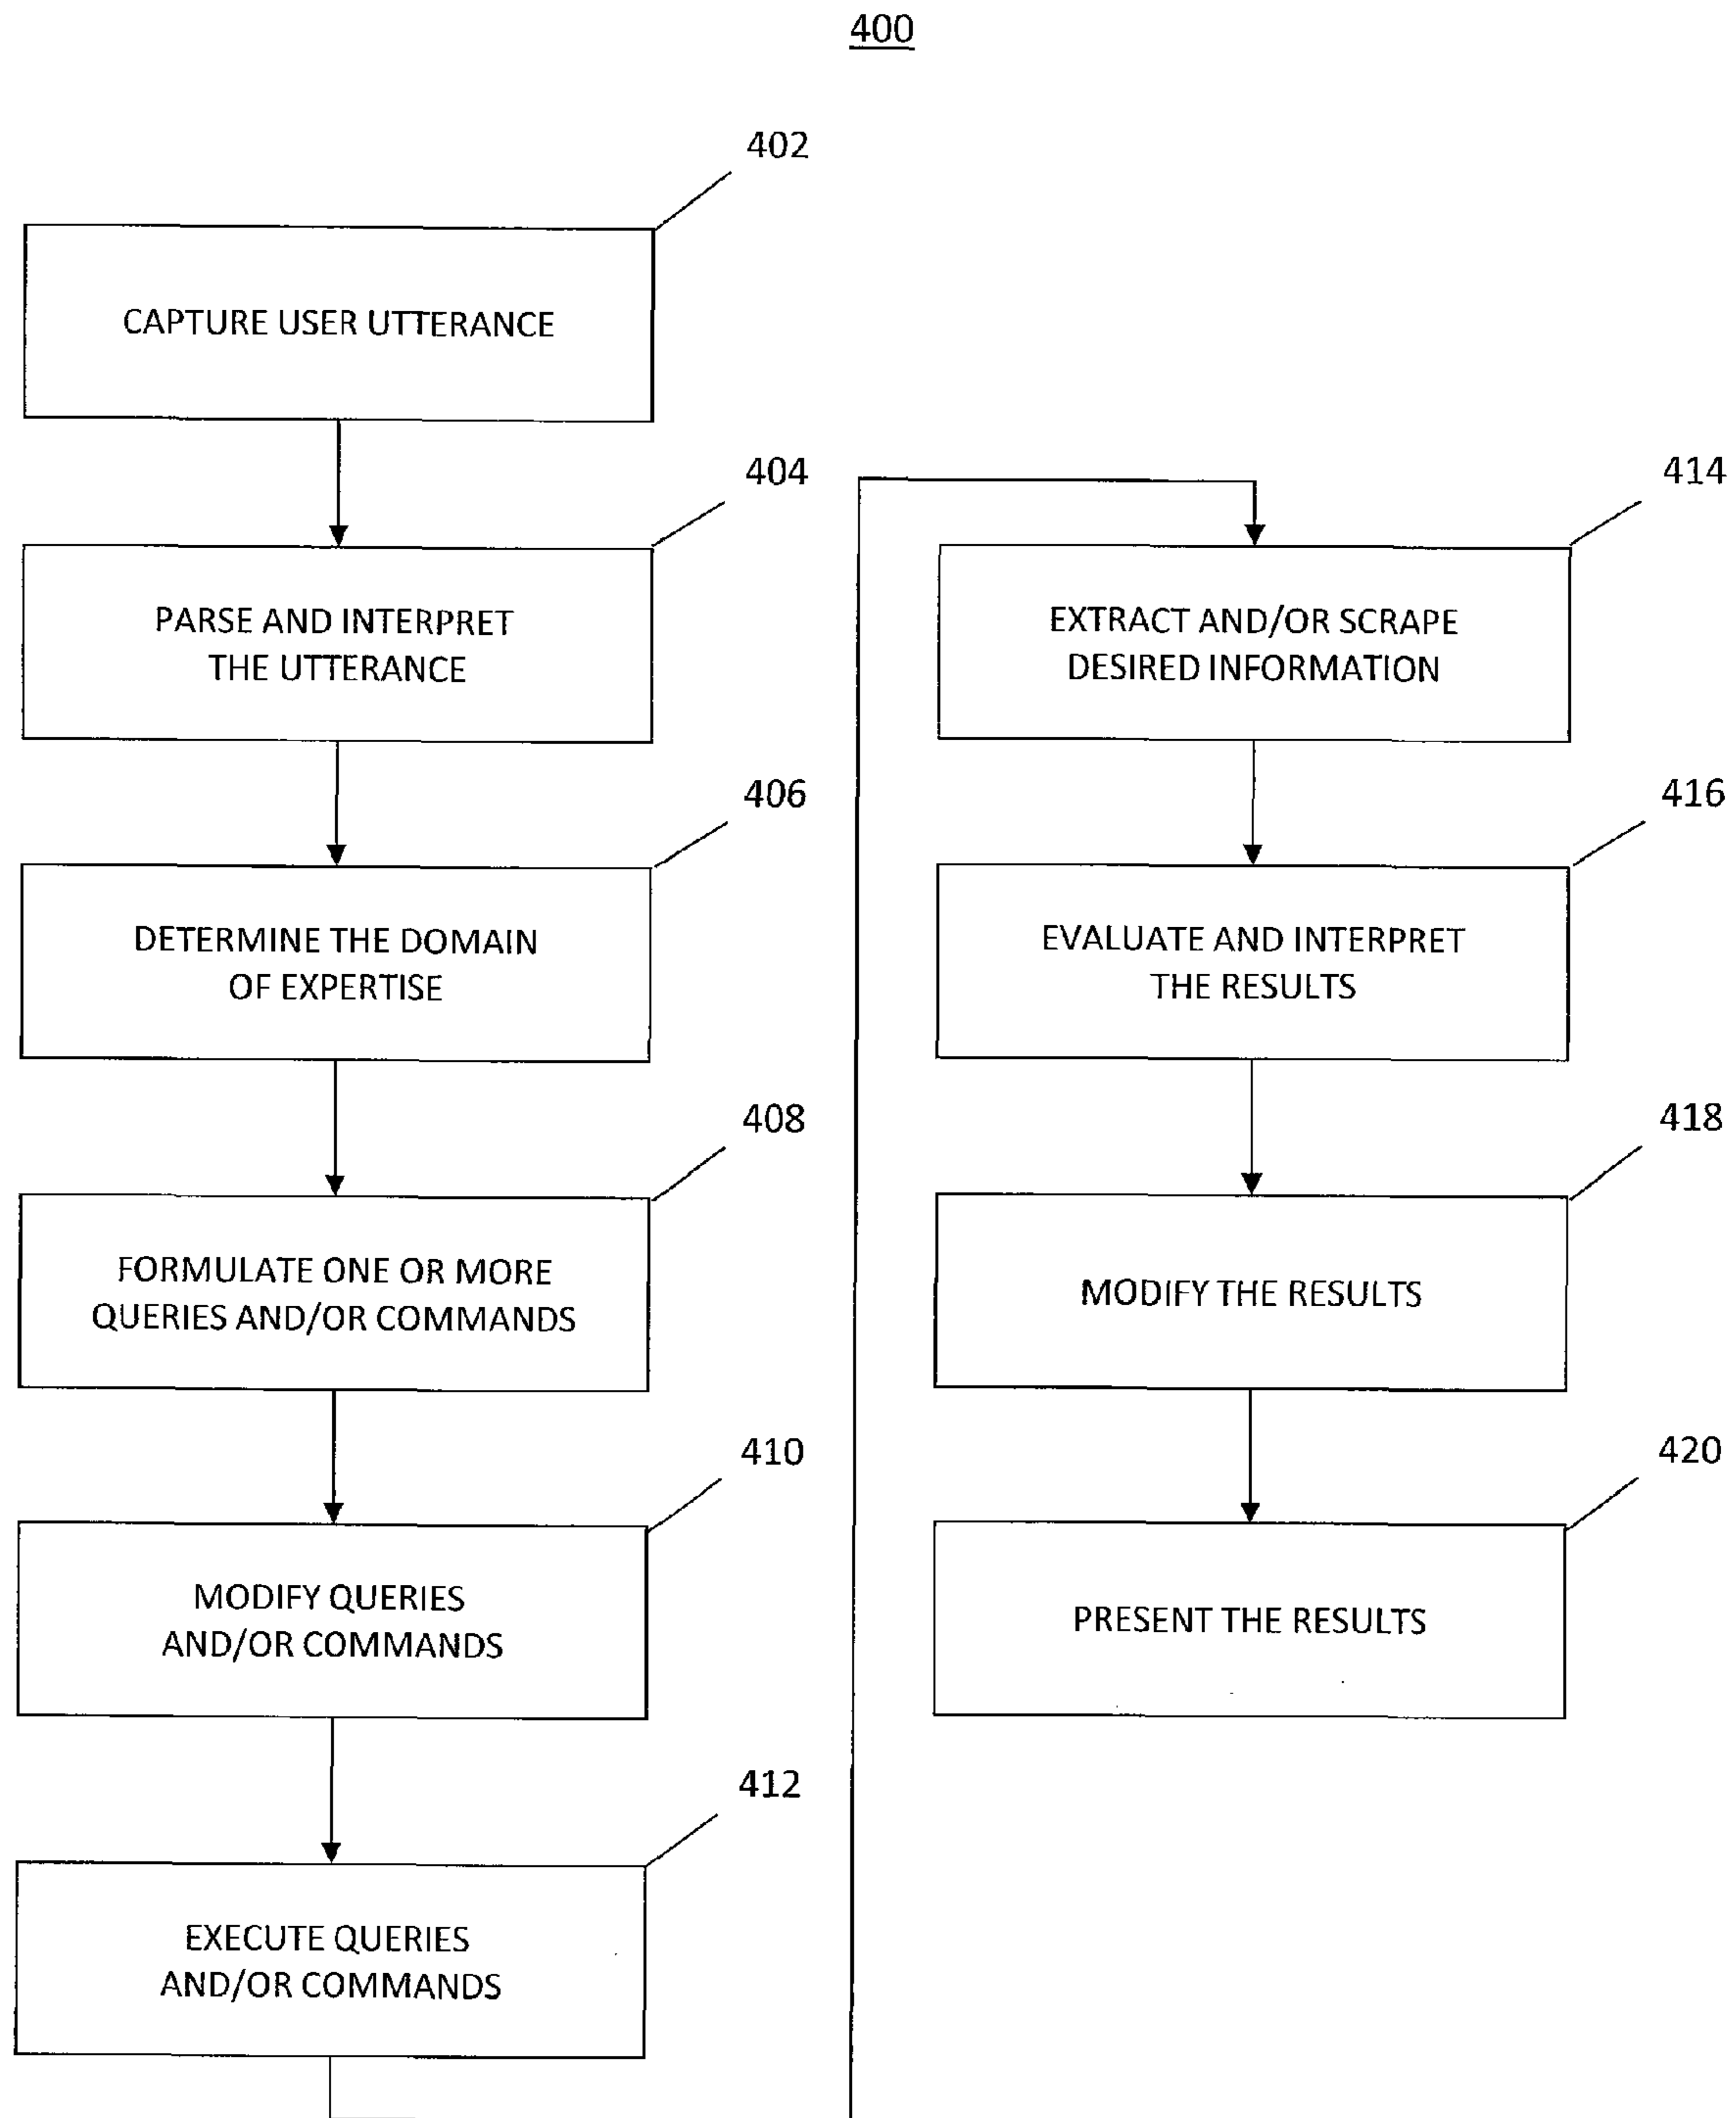 400
402
CAPTURE USER UTTERANCE
404
PARSE AND INTERPRET
THE UTTERANCE
406
DETERMINE THE DOMAIN
OF EXPERTISE
408
FORMULATE ONE OR MORE
QUERIES AND/OR COMMANDS
410
MODIFY QUERIES
AND/OR COMMANDS
412
EXECUTE QUERIES
AND/OR COMMANDS
414
EXTRACT AND/OR SCRAPE
DESIRED INFORMATION
416
EVALUATE AND INTERPRET
THE RESULTS
418
MODIFY THE RESULTS
420
PRESENT THE RESULTS